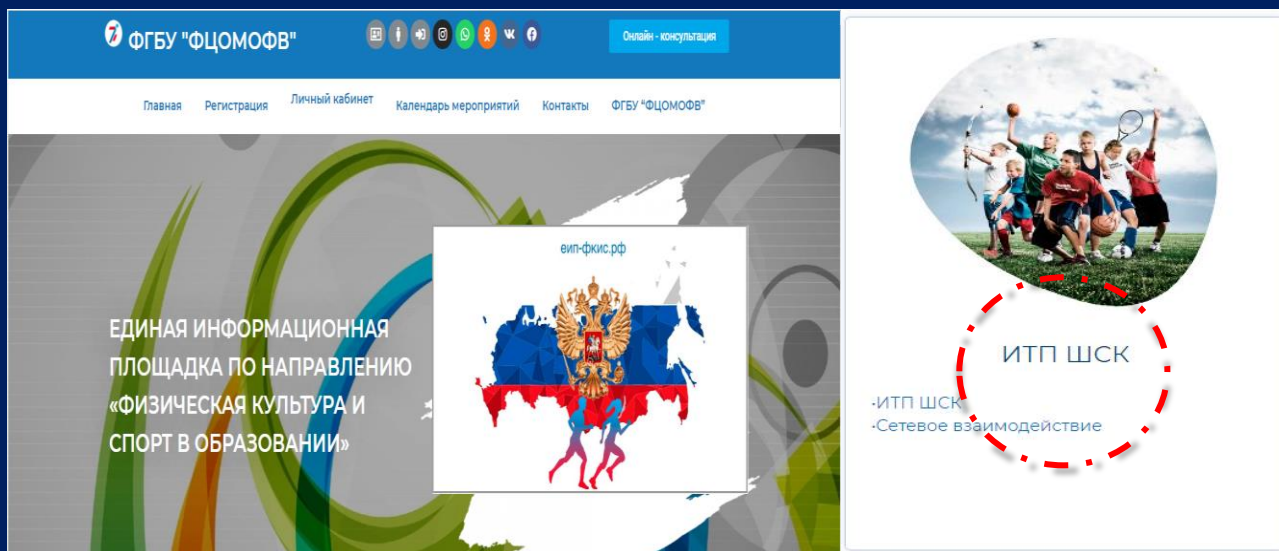 ФГБУ "ФЦОМОФВ"
Онлайн - консультация
Главная Регистрация Личный кабинет Календарь мероприятий Контакты ФГБУ "ФЦОМОФВ"
еип-фкис.рф
ЕДИНАЯ ИНФОРМАЦИОННАЯ
ПЛОЩАДКА ПО НАПРАВЛЕНИЮ
«ФИЗИЧЕСКАЯ КУЛЬТУРА И
СПОРТ В ОБРАЗОВАНИИ»
ИТП ШСК
•ИТП ШСК
•Сетевое взаимодействие